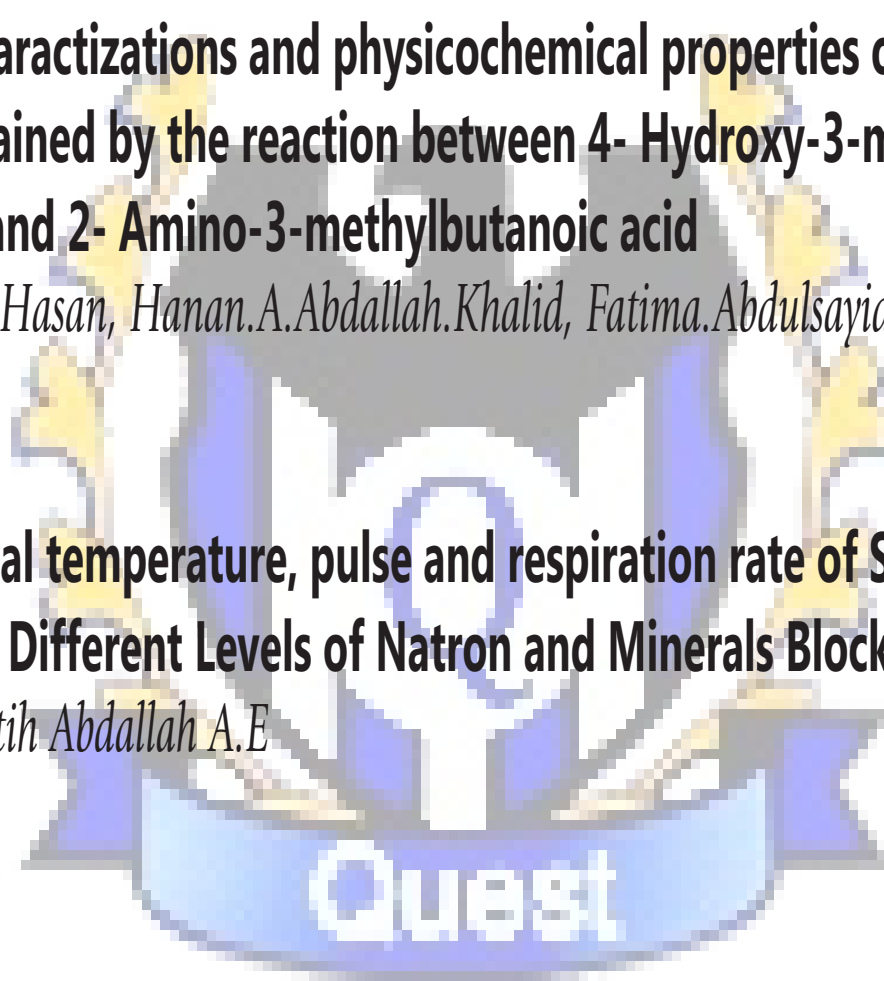 aractizations and physicochemical properties o
ained by the reaction between 4- Hydroxy-3-m
and 2- Amino-3-methylbutanoic acid
Hasan, Hanan.A.Abdallah.Khalid, Fatima.Abdulsayid
al temperature, pulse and respiration rate of S
Different Levels of Natron and Minerals Block
tih Abdallah A.E
Q
Quest